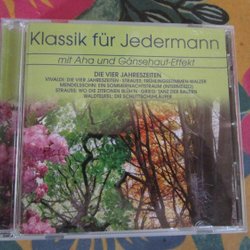 Klassik für Jedermann
mit Aha und Gänsehaut-Effekt
DIE VIER JAHRESZEITEN
VIVALDI: DIE VIER JAHRESZEITEN · STRAUSS: FRÜHLINGSSTIMMEN-WALZER
MENDELSSOHN: EIN SOMMERNACHTSTRAUM (INTERMEZZO)
STRAUSS: WO DIE ZITRONEN BLÜH'N · GRIEG: TANZ DER BAUERN
WALDTEUFEL: DIE SCHLITTSCHUHLÄUFER